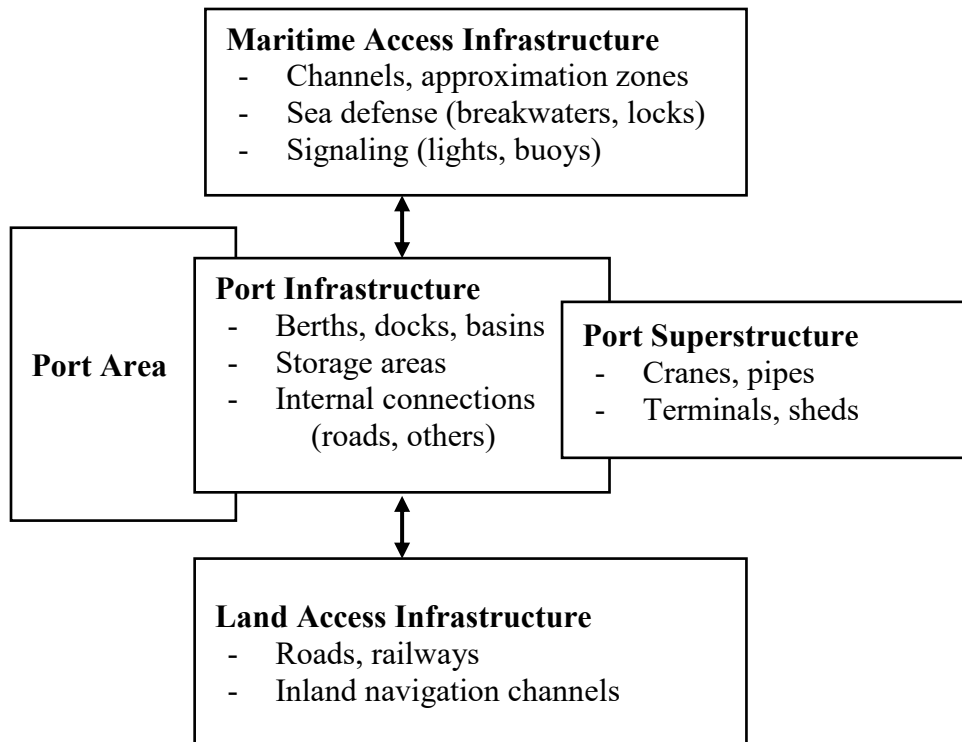 Maritime Access Infrastructure
- Channels, approximation zones
- Sea defense (breakwaters, locks)
- Signaling (lights, buoys)
Port Area
Port Infrastructure
- Berths, docks, basins
- Storage areas
- Internal connections
(roads, others)
Port Superstructure
- Cranes, pipes
- Terminals, sheds
Land Access Infrastructure
- Roads, railways
- Inland navigation channels